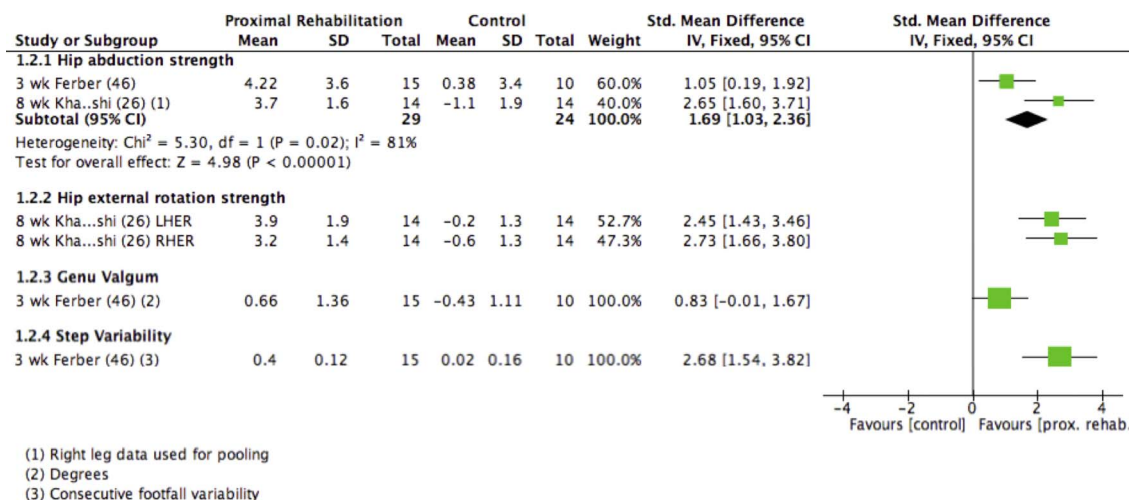 Proximal Rehabilitation Control Std. Mean Difference Std. Mean Difference
Study or Subgroup Mean SD Total Mean SD Total Weight IV, Fixed, 95% CI IV, Fixed, 95% CI
1.2.1 Hip abduction strength
3 wk Ferber (46) 4.22 3.6 15 0.38 3.4 10 60.0% 1.05 [0.19, 1.92]
8 wk Kha..shi (26) (1) 3.7 1.6 14 -1.1 1.9 14 40.0% 2.65 [1.60, 3.71]
Subtotal (95% CI) 29 24 100.0% 1.69 [1.03, 2.36]
Heterogeneity: Chi² = 5.30, df = 1 (P = 0.02); I² = 81%
Test for overall effect: Z = 4.98 (P < 0.00001)
1.2.2 Hip external rotation strength
8 wk Kha...shi (26) LHER 3.9 1.9 14 -0.2 1.3 14 52.7% 2.45 [1.43, 3.46]
8 wk Kha...shi (26) RHER 3.2 1.4 14 -0.6 1.3 14 47.3% 2.73 [1.66, 3.80]
1.2.3 Genu Valgum
3 wk Ferber (46) (2) 0.66 1.36 15 -0.43 1.11 10 100.0% 0.83 [-0.01, 1.67]
1.2.4 Step Variability
3 wk Ferber (46) (3) 0.4 0.12 15 0.02 0.16 10 100.0% 2.68 [1.54, 3.82]
-4 -2 0 2 4
Favours [control] Favours [prox. rehab.
(1) Right leg data used for pooling
(2) Degrees
(3) Consecutive footfall variability